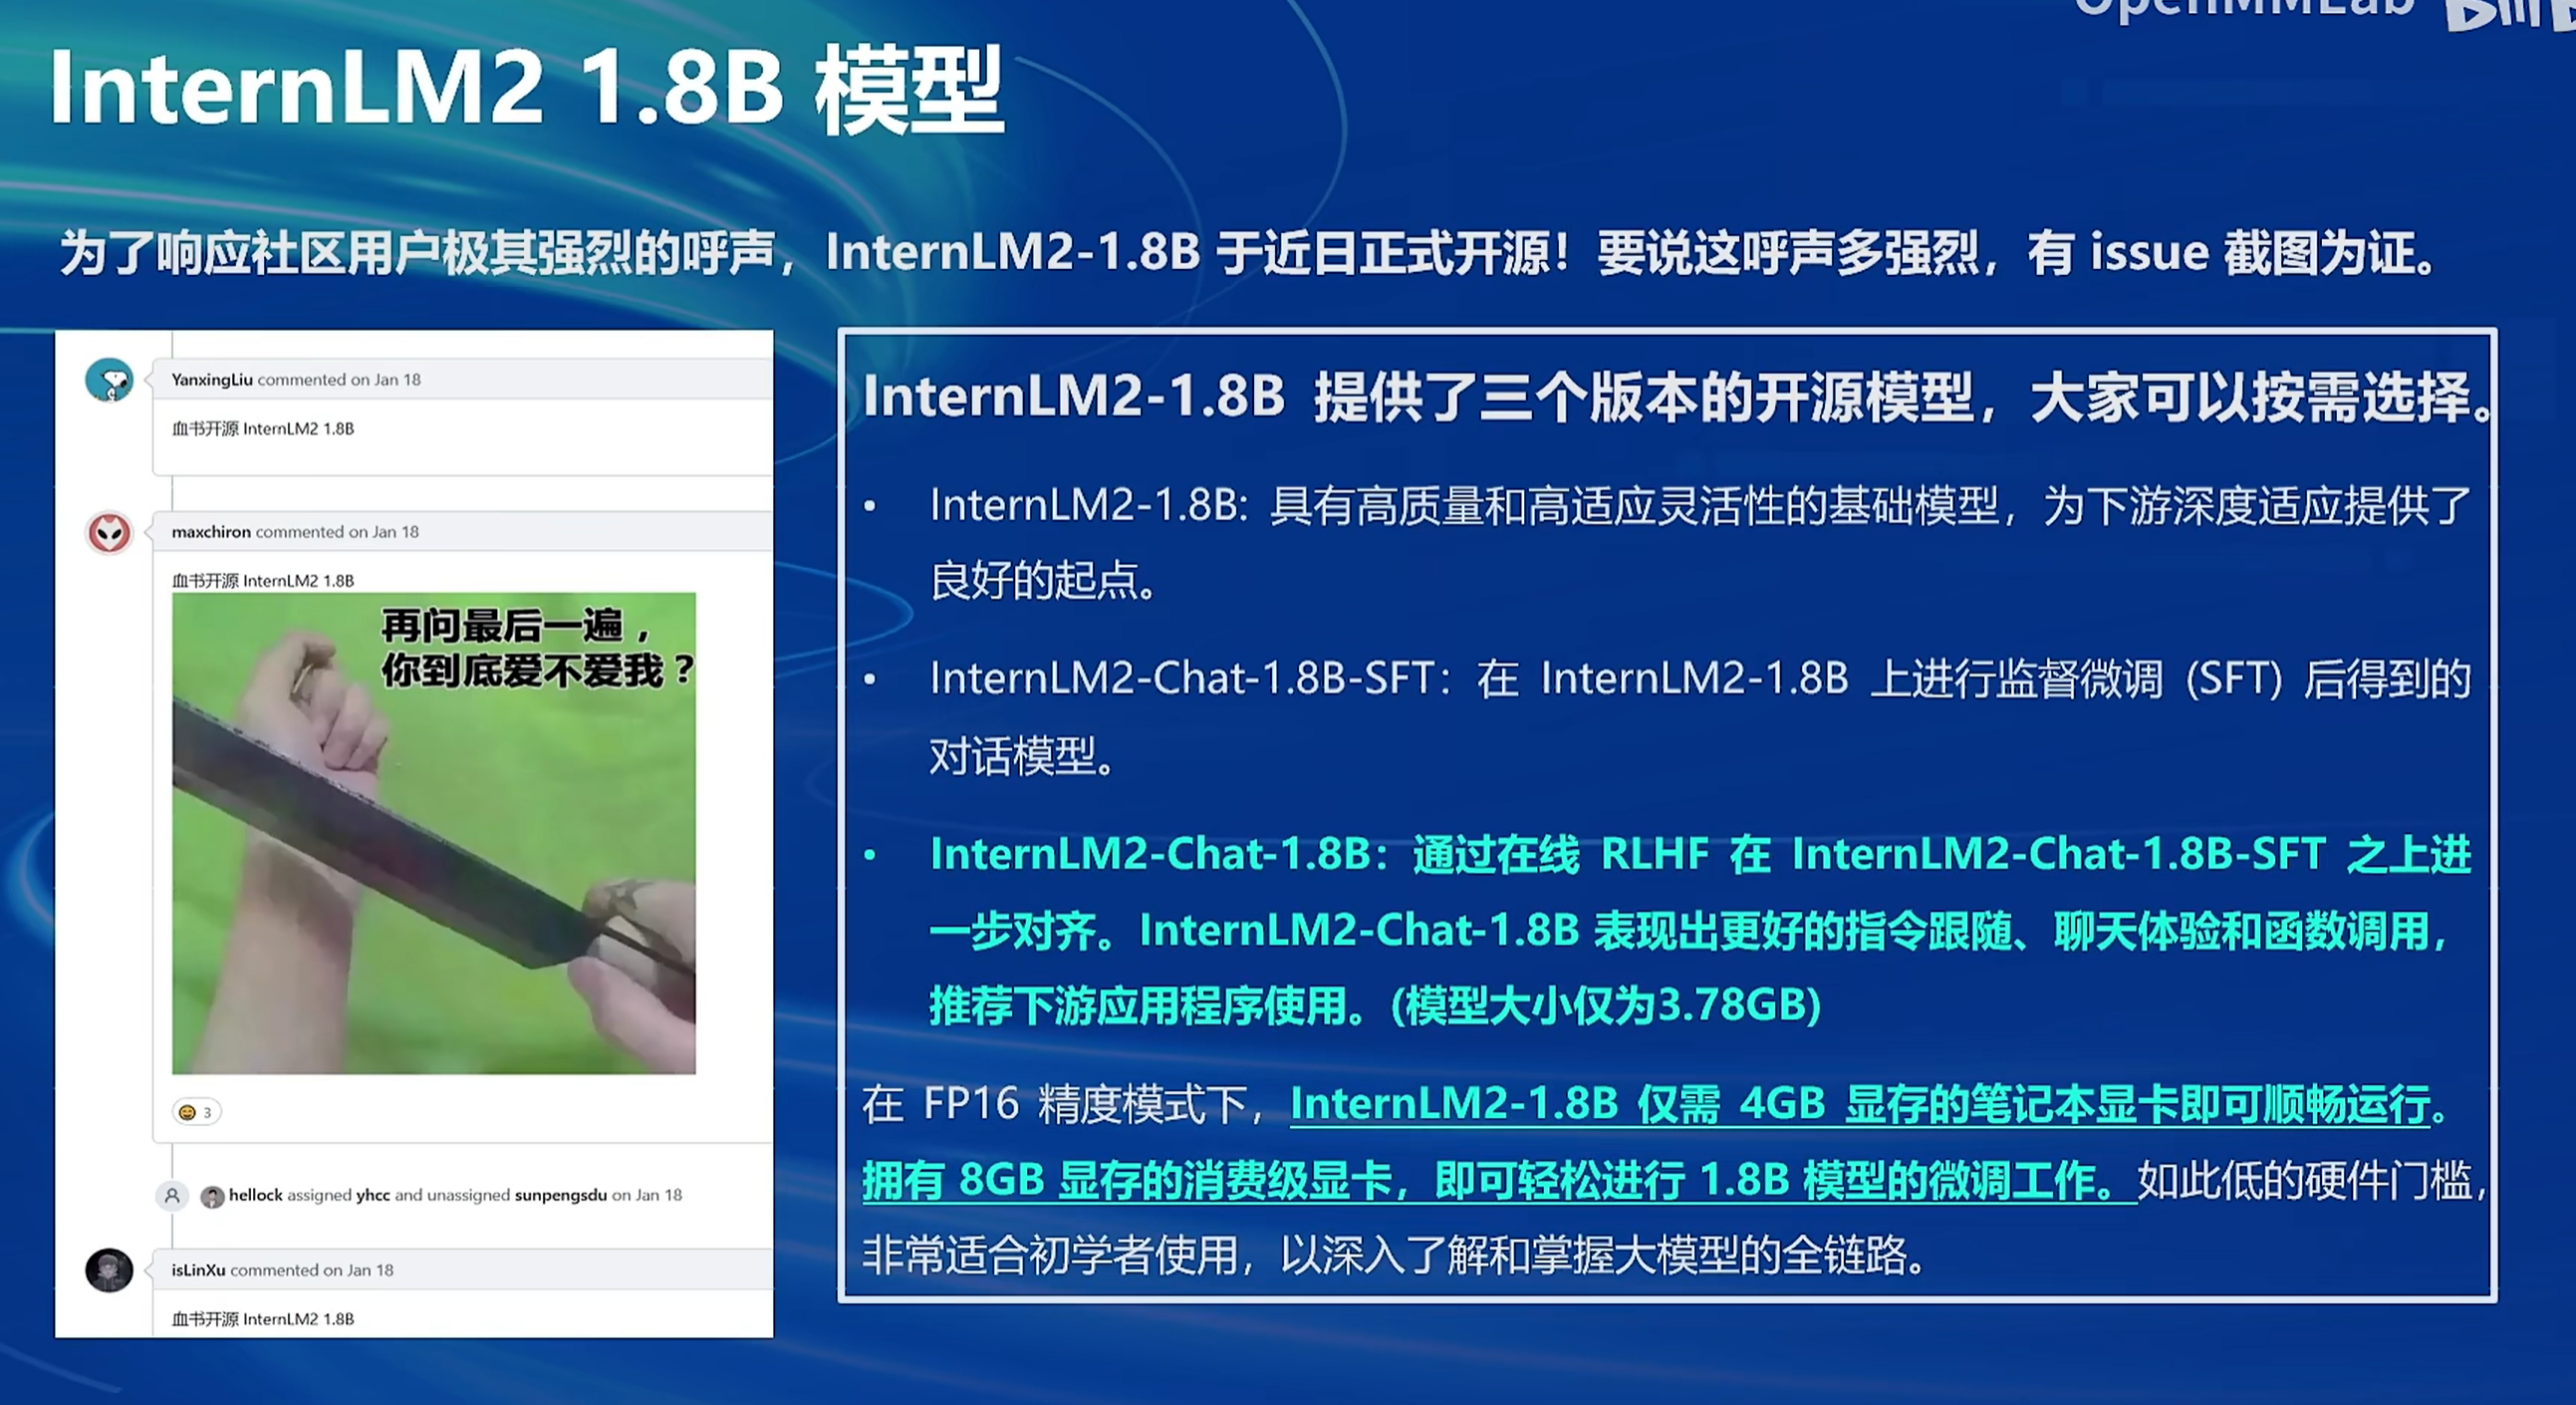 OpenMMLab
InternLM2 1.8B 模型
为了响应社区用户极其强烈的呼声，InternLM2-1.8B 于近日正式开源！要说这呼声多强烈，有 issue 截图为证。
YanxingLiu commented on Jan 18
血书开源 InternLM2 1.8B
maxchiron commented on Jan 18
血书开源 InternLM2 1.8B
再问最后一遍，
你到底爱不爱我？
3
hellock assigned yhcc and unassigned sunpengsdu on Jan 18
isLinXu commented on Jan 18
血书开源 InternLM2 1.8B
InternLM2-1.8B 提供了三个版本的开源模型，大家可以按需选择。
• InternLM2-1.8B: 具有高质量和高适应灵活性的基础模型，为下游深度适应提供了
良好的起点。
• InternLM2-Chat-1.8B-SFT：在 InternLM2-1.8B 上进行监督微调 (SFT) 后得到的
对话模型。
• InternLM2-Chat-1.8B：通过在线 RLHF 在 InternLM2-Chat-1.8B-SFT 之上进
一步对齐。InternLM2-Chat-1.8B 表现出更好的指令跟随、聊天体验和函数调用，
推荐下游应用程序使用。(模型大小仅为3.78GB)
在 FP16 精度模式下，InternLM2-1.8B 仅需 4GB 显存的笔记本显卡即可顺畅运行。
拥有 8GB 显存的消费级显卡，即可轻松进行 1.8B 模型的微调工作。如此低的硬件门槛，
非常适合初学者使用，以深入了解和掌握大模型的全链路。